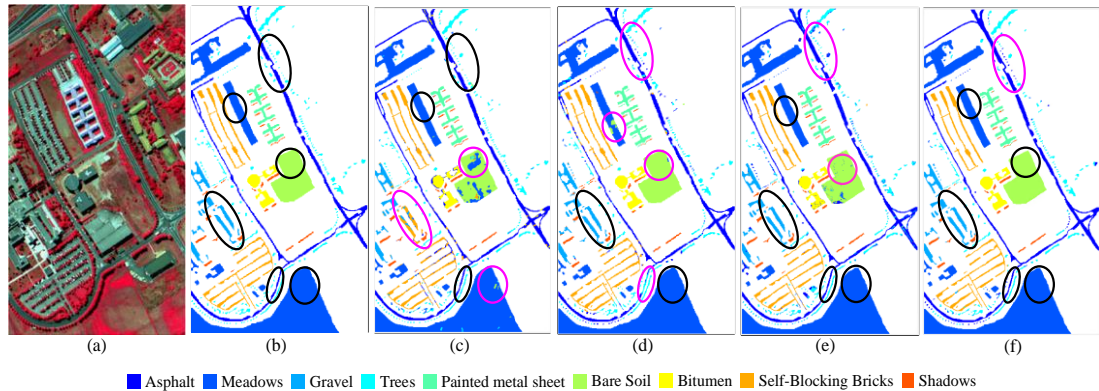 (a) (b) (c) (d) (e) (f)
Asphalt Meadows Gravel Trees Painted metal sheet Bare Soil Bitumen Self-Blocking Bricks Shadows